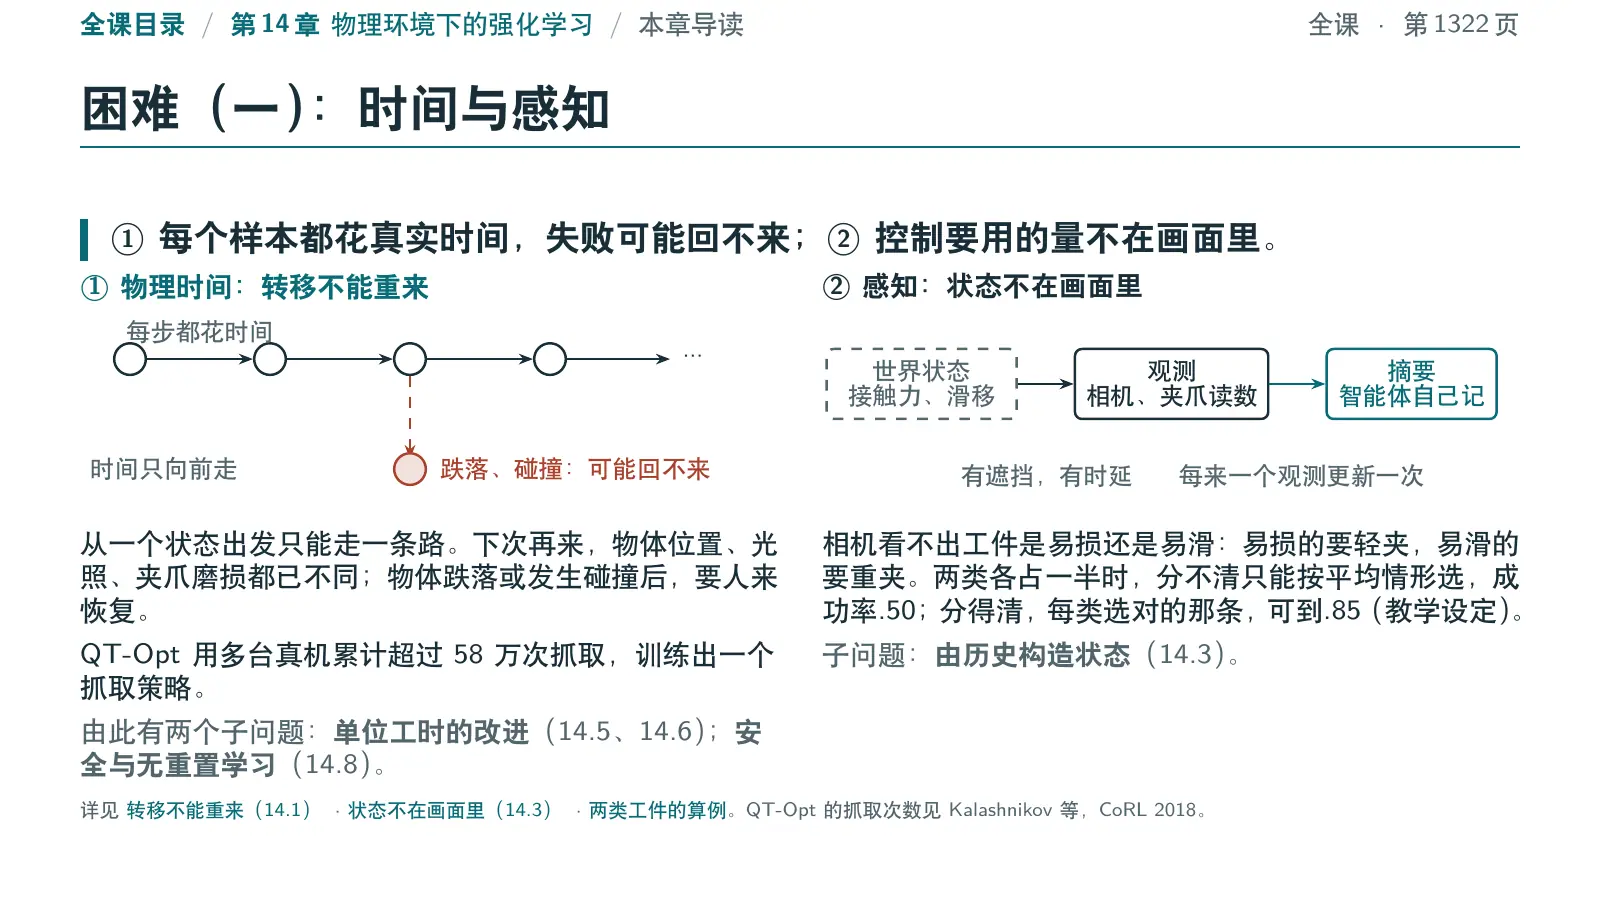 全课目录 / 第 14 章 物理环境下的强化学习 / 本章导读
全课 · 第 1322 页
困难（一）：时间与感知
① 每个样本都花真实时间，失败可能回不来；② 控制要用的量不在画面里。
① 物理时间：转移不能重来
每步都花时间
…
时间只向前走
跌落、碰撞：可能回不来
从一个状态出发只能走一条路。下次再来，物体位置、光
照、夹爪磨损都已不同；物体跌落或发生碰撞后，要人来
恢复。
QT-Opt 用多台真机累计超过 58 万次抓取，训练出一个
抓取策略。
由此有两个子问题：单位工时的改进（14.5、14.6）；安
全与无重置学习（14.8）。
② 感知：状态不在画面里
世界状态
接触力、滑移
观测
相机、夹爪读数
摘要
智能体自己记
有遮挡，有时延
每来一个观测更新一次
相机看不出工件是易损还是易滑：易损的要轻夹，易滑的
要重来。两类各占一半时，分不清只能按平均情形选，成
功率.50；分得清，每类选对的那条，可到.85（教学设定）。
子问题：由历史构造状态（14.3）。
详见 转移不能重来（14.1） · 状态不在画面里（14.3） · 两类工件的算例。QT-Opt 的抓取次数见 Kalashnikov 等，CoRL 2018。